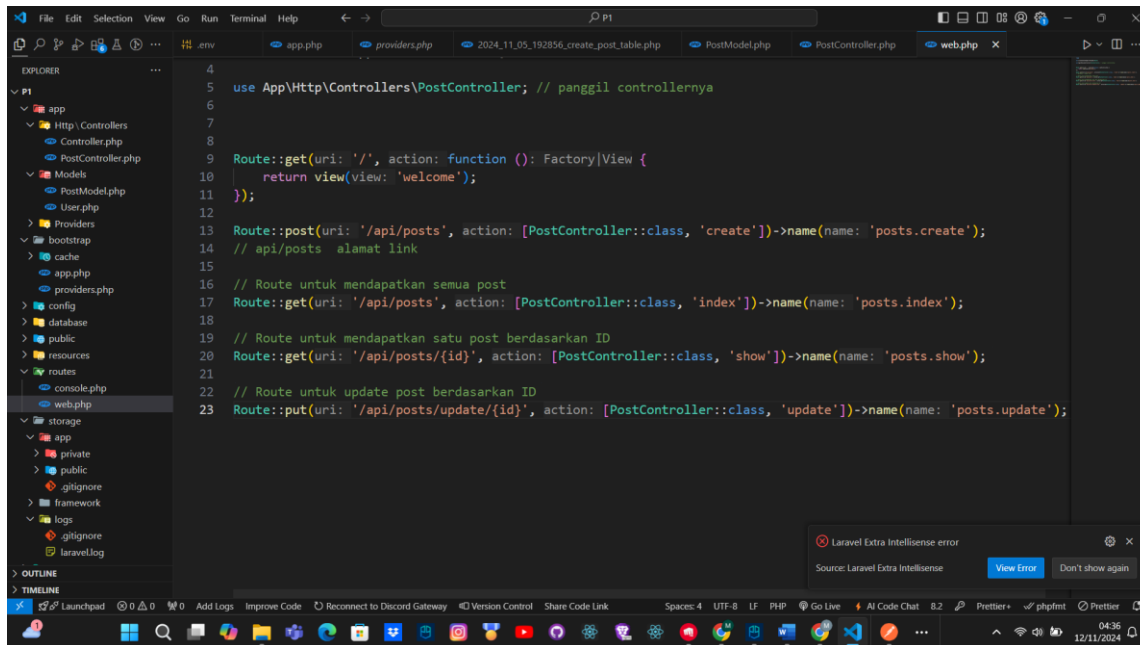 File Edit Selection View Go Run Terminal Help
P1
.env app.php providers.php 2024_11_05_192856_create_post_table.php PostModel.php PostController.php web.php
EXPLORER
P1
app
Http\Controllers
Controller.php
PostController.php
Models
PostModel.php
User.php
Providers
bootstrap
cache
app.php
providers.php
config
database
public
resources
routes
console.php
web.php
storage
app
private
public
.gitignore
framework
logs
.gitignore
laravel.log
OUTLINE
TIMELINE
4
5 use App\Http\Controllers\PostController; // panggil controllernya
6
7
8
9 Route::get(uri: '/', action: function (): Factory|View {
10 return view(view: 'welcome');
11 });
12
13 Route::post(uri: '/api/posts', action: [PostController::class, 'create'])->name(name: 'posts.create');
14 // api/posts alamat link
15
16 // Route untuk mendapatkan semua post
17 Route::get(uri: '/api/posts', action: [PostController::class, 'index'])->name(name: 'posts.index');
18
19 // Route untuk mendapatkan satu post berdasarkan ID
20 Route::get(uri: '/api/posts/{id}', action: [PostController::class, 'show'])->name(name: 'posts.show');
21
22 // Route untuk update post berdasarkan ID
23 Route::put(uri: '/api/posts/update/{id}', action: [PostController::class, 'update'])->name(name: 'posts.update');
Laravel Extra Intellisense error
Source: Laravel Extra Intellisense View Error Don't show again
Launchpad 0 0 0 Add Logs Improve Code Reconnect to Discord Gateway Version Control Share Code Link Spaces: 4 UTF-8 LF PHP Go Live AI Code Chat 8.2 Prettier+ phpfmt Prettier
1
04:36
12/11/2024